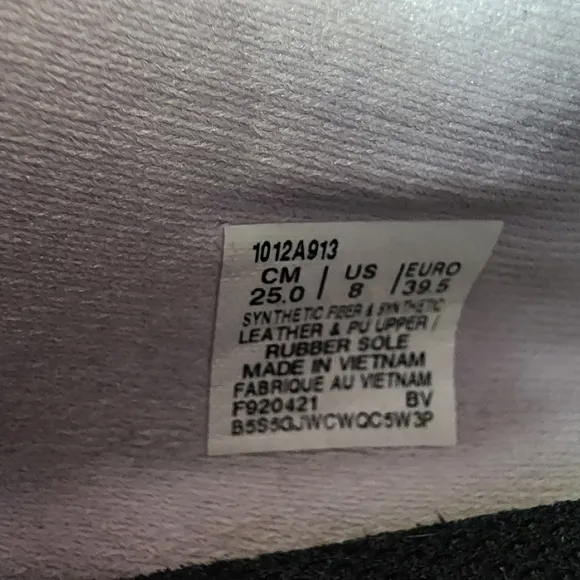 1012A913
CM / US / EURO
25.0 / 8 / 39.5
SYNTHETIC FIBER & SYNTHETIC
LEATHER & PU UPPER /
RUBBER SOLE
MADE IN VIETNAM
FABRIQUE AU VIETNAM
F920421 BV
B5S5GJWCWQC5W3P